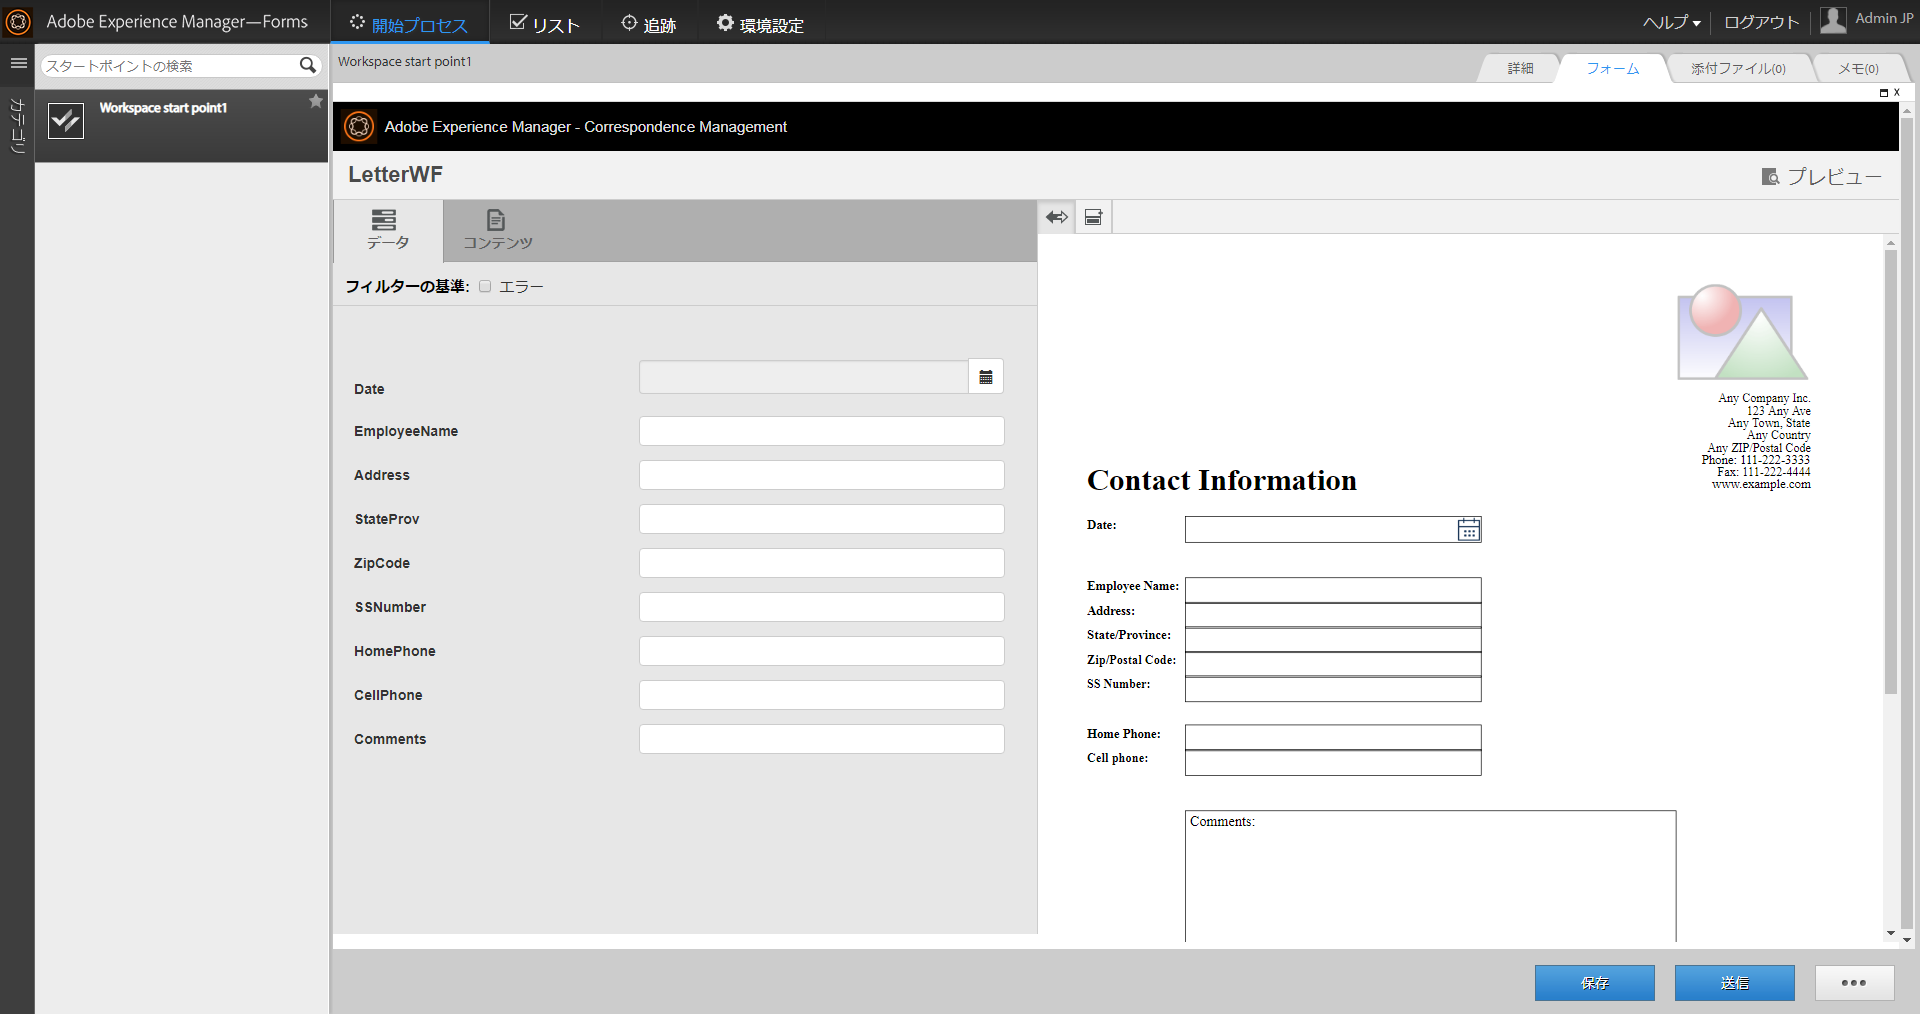 Adobe Experience Manager—Forms
開始プロセス
リスト
追跡
環境設定
ヘルプ
ログアウト
Admin JP
スタートポイントの検索
カテゴリ
Workspace start point1
Workspace start point1
詳細
フォーム
添付ファイル(0)
メモ(0)
x
Adobe Experience Manager - Correspondence Management
LetterWF
プレビュー
データ
コンテンツ
フィルターの基準:
エラー
Date
EmployeeName
Address
StateProv
ZipCode
SSNumber
HomePhone
CellPhone
Comments
Any Company Inc.
123 Any Ave
Any Town, State
Any Country
Any ZIP/Postal Code
Phone: 111-222-3333
Fax: 111-222-4444
www.example.com
Contact Information
Date:
Employee Name:
Address:
State/Province:
Zip/Postal Code:
SS Number:
Home Phone:
Cell phone:
Comments:
保存
送信
•••